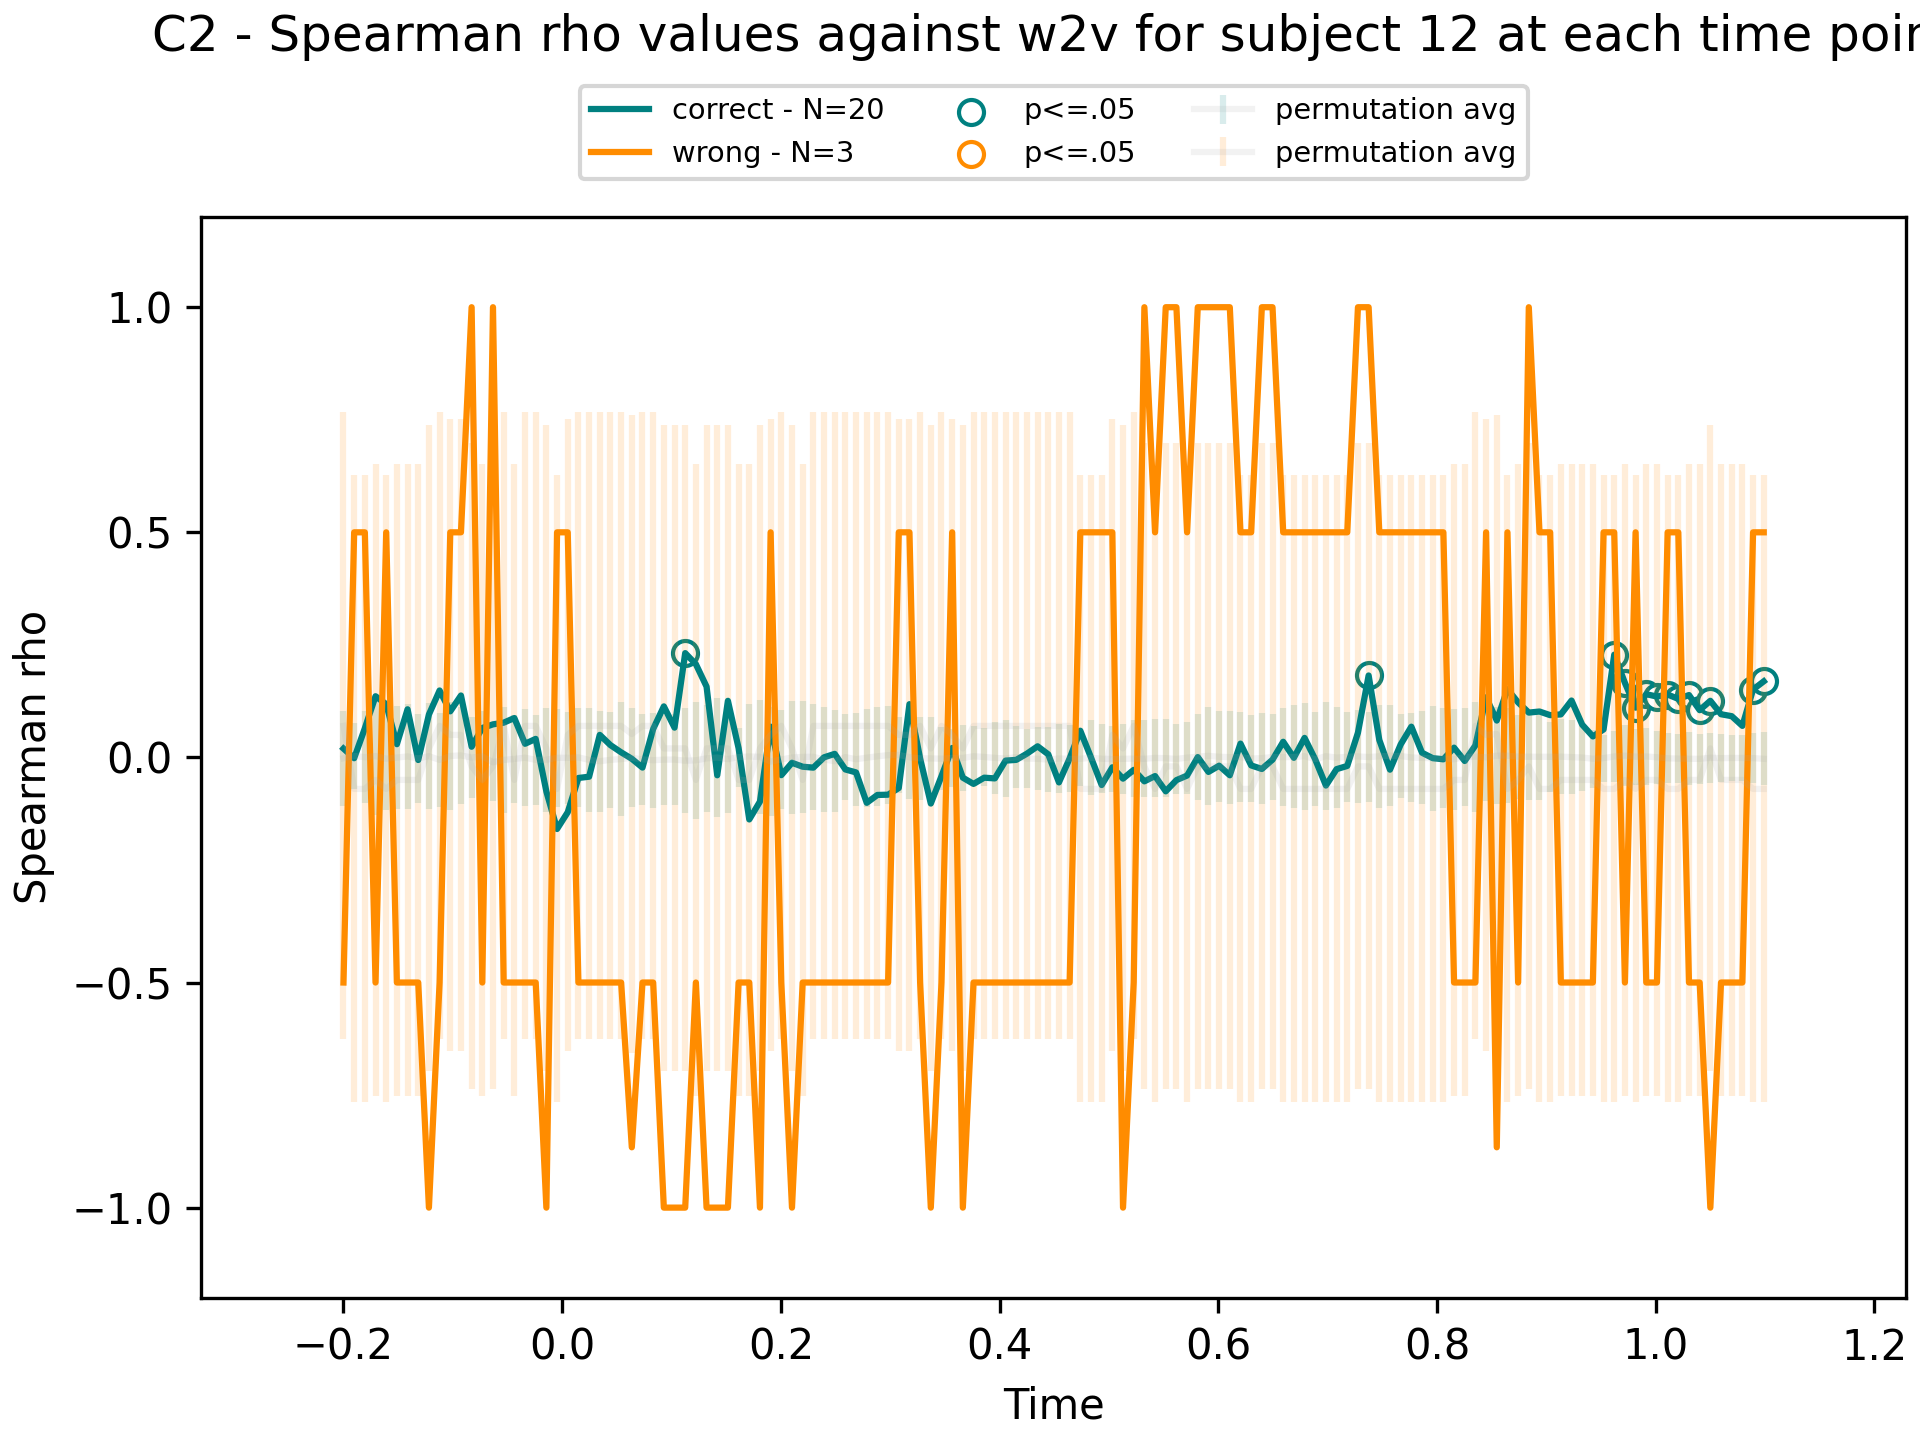 C2 - Spearman rho values against w2v for subject 12 at each time poi
correct - N=20 p<=.05 permutation avg
wrong - N=3 p<=.05 permutation avg
Spearman rho
1.0
0.5
0.0
−0.5
−1.0
−0.2 0.0 0.2 0.4 0.6 0.8 1.0 1.2
Time